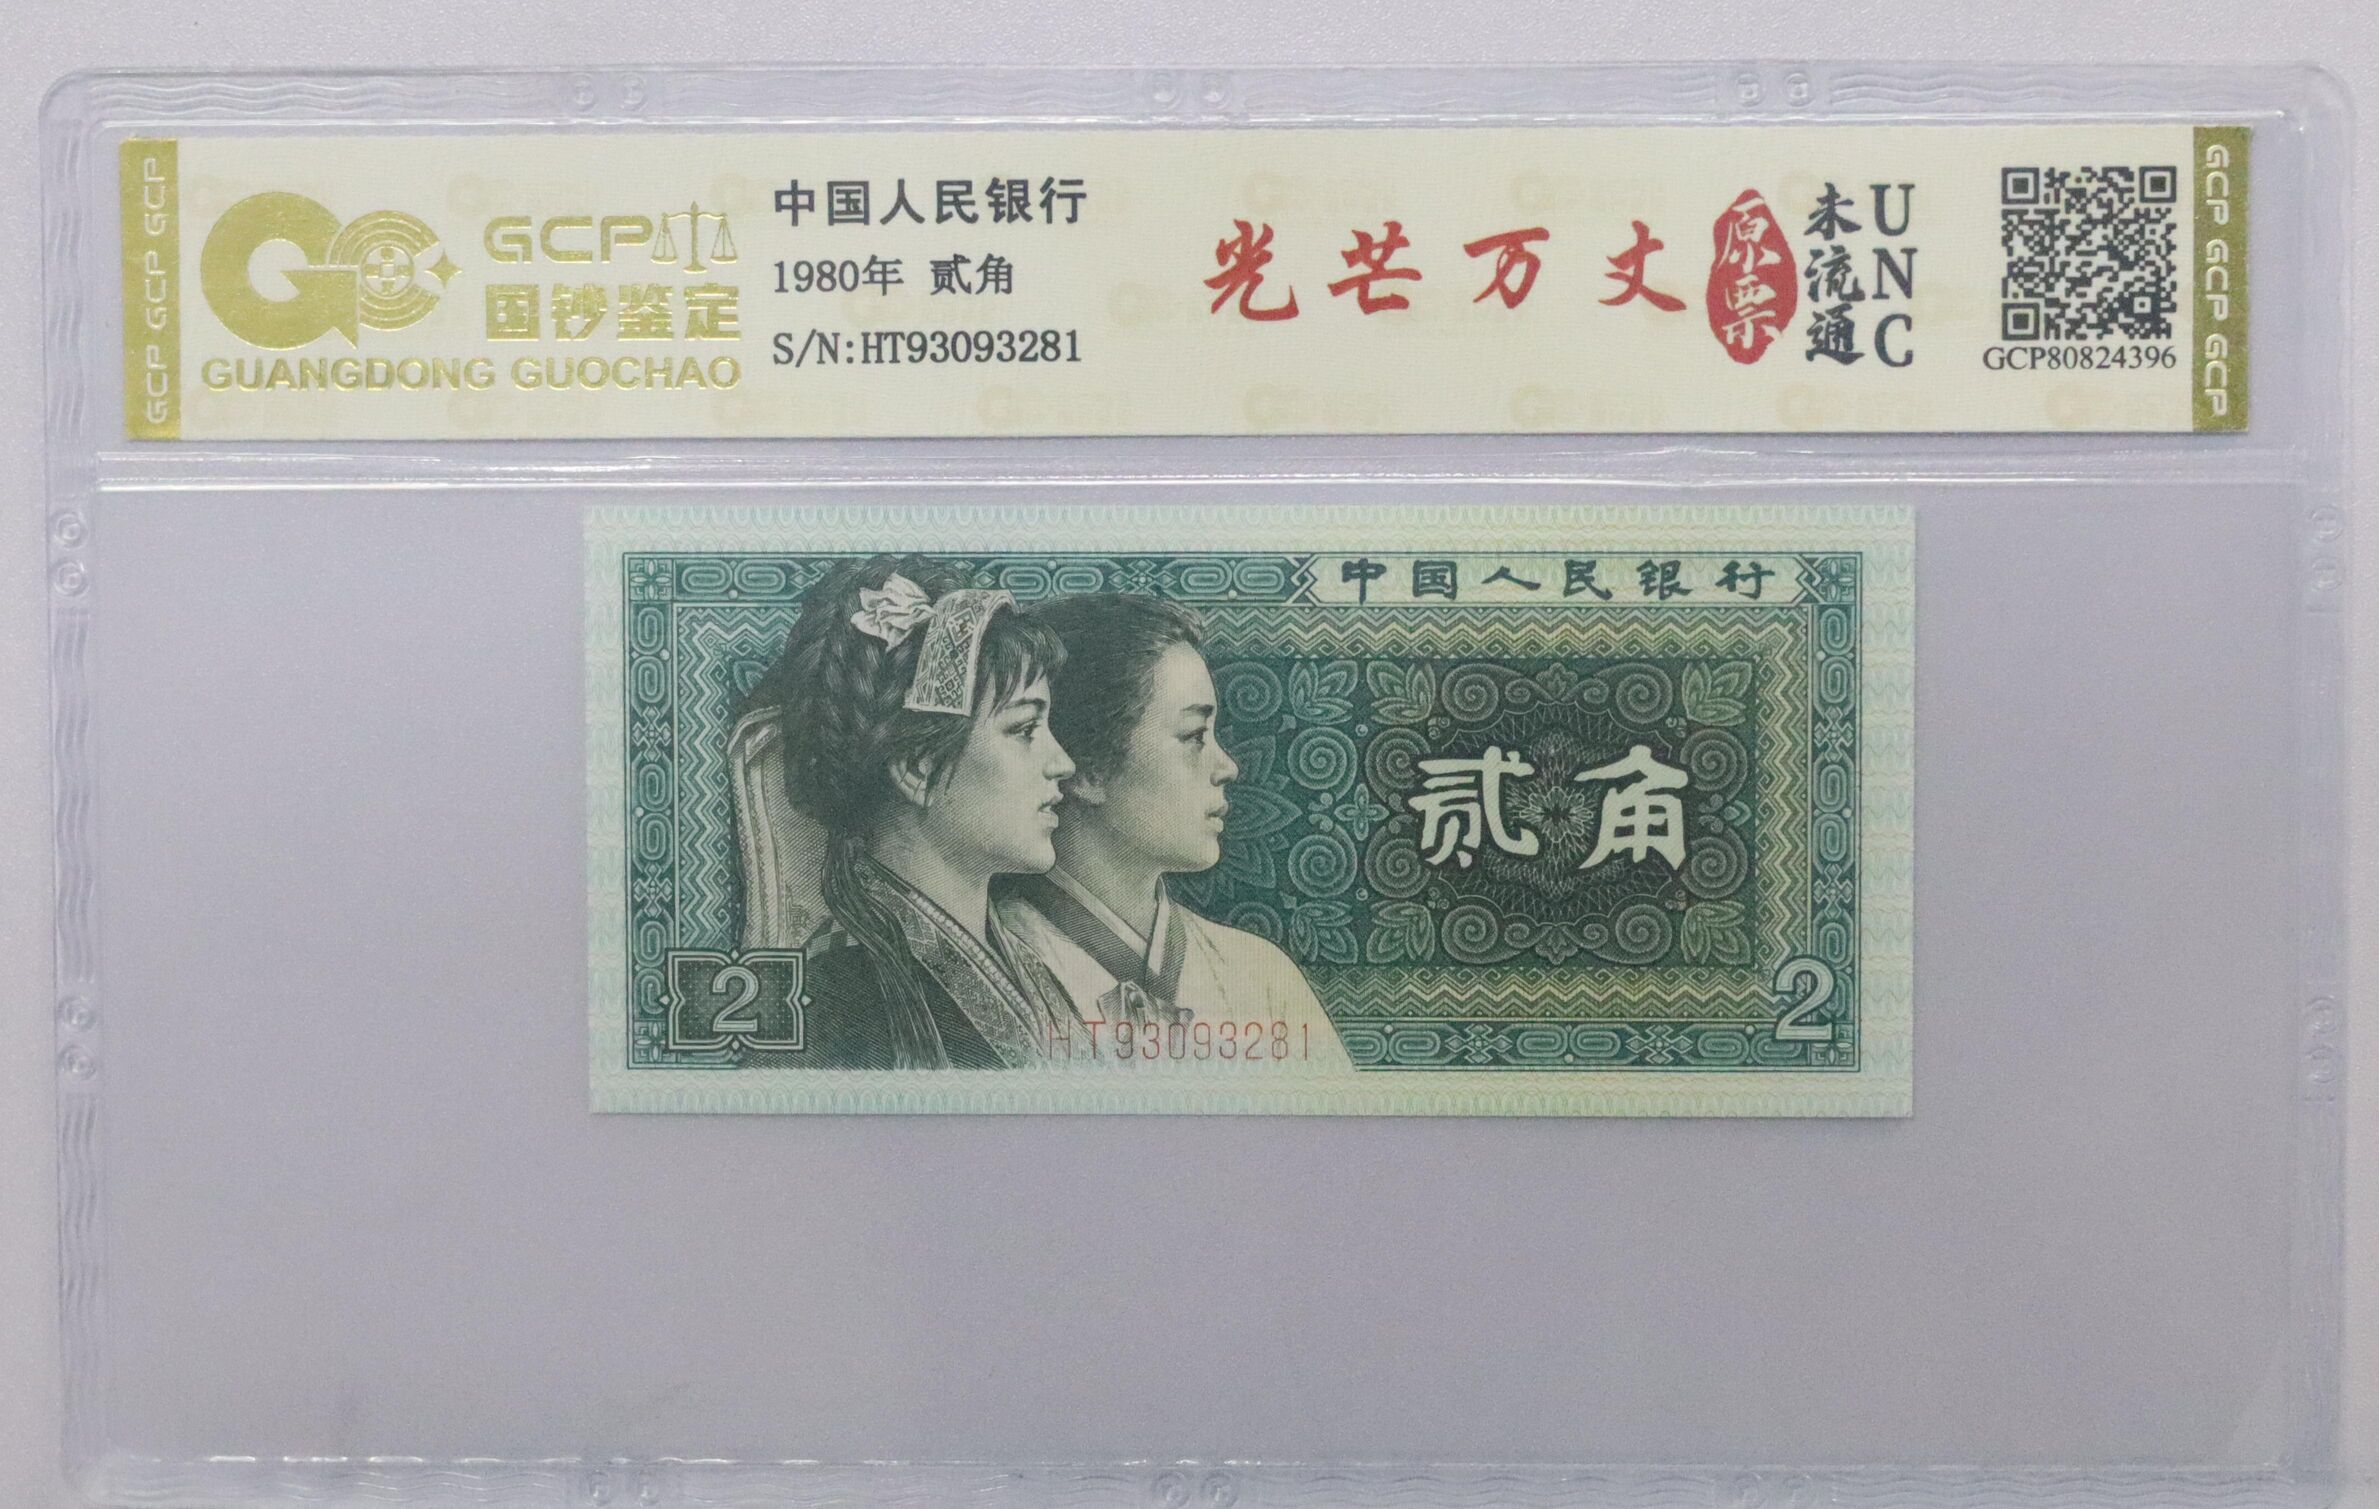 GCP GCP GCP
GCP
国钞鉴定
GUANGDONG GUOCHAO
中国人民银行
1980年 贰角
S/N:HT93093281
光芒万丈
原票
未流通
UNC
GCP80824396
GCP GCP GCP
中国人民银行
贰角
2
2
HT93093281